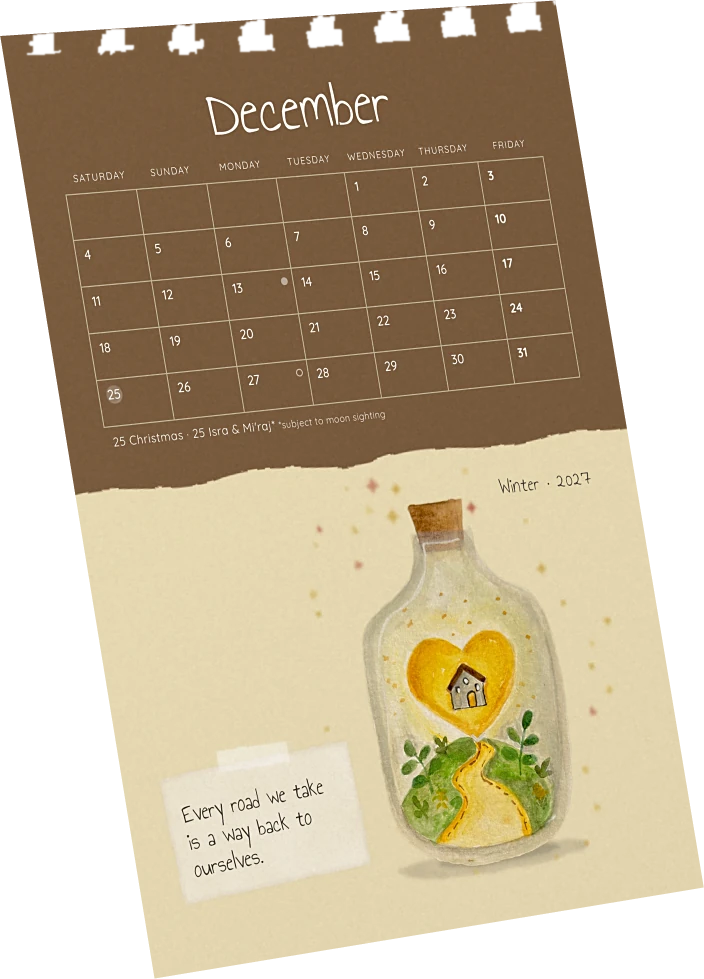 December
SATURDAY SUNDAY MONDAY TUESDAY WEDNESDAY THURSDAY FRIDAY
1 2 3
4 5 6 7 8 9 10
11 12 13 14 15 16 17
18 19 20 21 22 23 24
25 26 27 28 29 30 31
25 Christmas · 25 Isra & Mi'raj* *subject to moon sighting
Winter · 2027
Every road we take
is a way back to
ourselves.